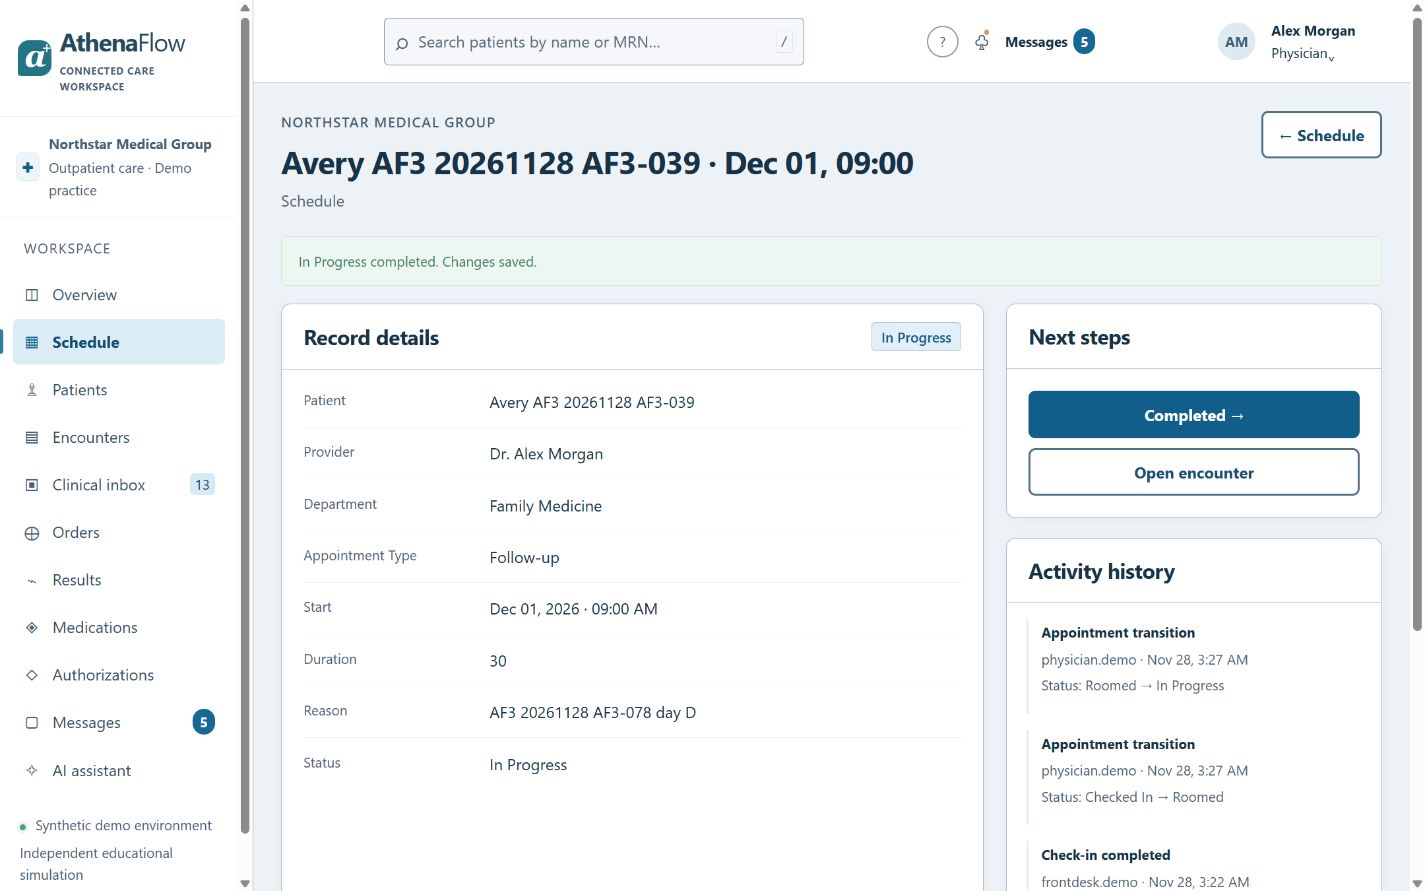 AthenaFlow
CONNECTED CARE
WORKSPACE
Northstar Medical Group
Outpatient care · Demo
practice
WORKSPACE
Overview
Schedule
Patients
Encounters
Clinical inbox 13
Orders
Results
Medications
Authorizations
Messages 5
AI assistant
Synthetic demo environment
Independent educational
simulation
Search patients by name or MRN... /
?
Messages 5
AM
Alex Morgan
Physician
NORTHSTAR MEDICAL GROUP
Avery AF3 20261128 AF3-039 · Dec 01, 09:00
Schedule
← Schedule
In Progress completed. Changes saved.
Record details
In Progress
Patient Avery AF3 20261128 AF3-039
Provider Dr. Alex Morgan
Department Family Medicine
Appointment Type Follow-up
Start Dec 01, 2026 · 09:00 AM
Duration 30
Reason AF3 20261128 AF3-078 day D
Status In Progress
Next steps
Completed →
Open encounter
Activity history
Appointment transition
physician.demo · Nov 28, 3:27 AM
Status: Roomed → In Progress
Appointment transition
physician.demo · Nov 28, 3:27 AM
Status: Checked In → Roomed
Check-in completed
frontdesk.demo · Nov 28, 3:22 AM